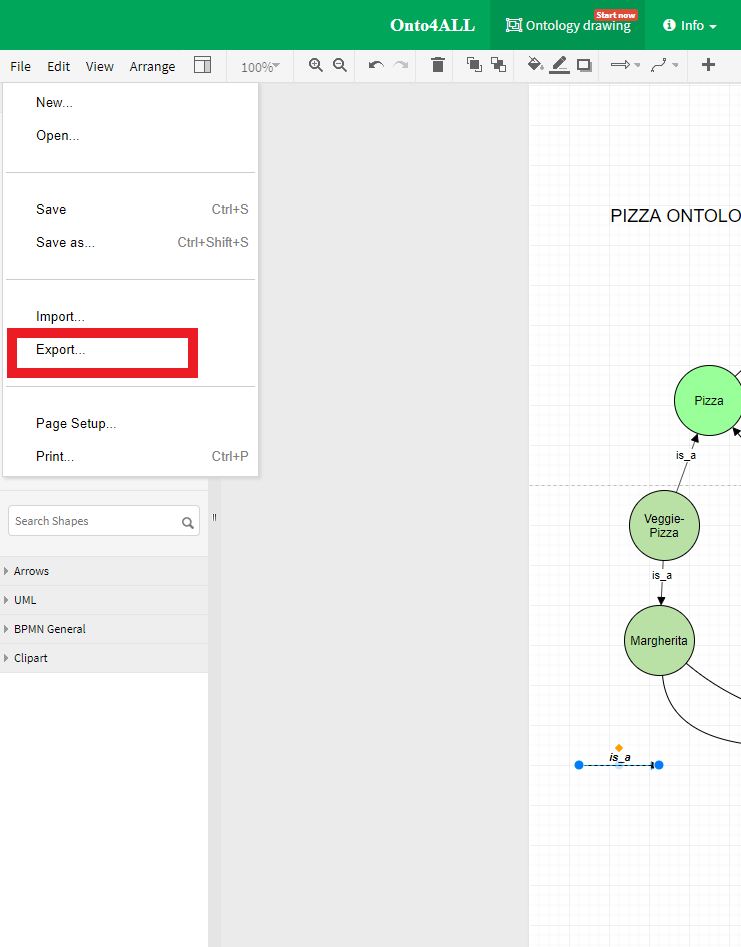 Onto4ALL
Start now
Ontology drawing
Info
File Edit View Arrange 100%
New...
Open...
Save Ctrl+S
Save as... Ctrl+Shift+S
Import...
Export...
Page Setup...
Print... Ctrl+P
Search Shapes
Arrows
UML
BPMN General
Clipart
PIZZA ONTOLO
Pizza
is_a
Veggie-
Pizza
is_a
Margherita
is_a